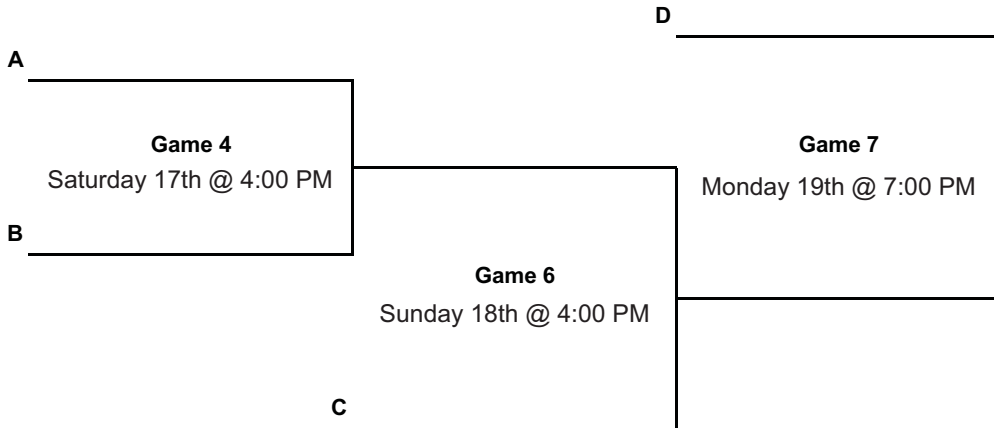 D
A
Game 4
Saturday 17th @ 4:00 PM
Game 7
Monday 19th @ 7:00 PM
B
Game 6
Sunday 18th @ 4:00 PM
C